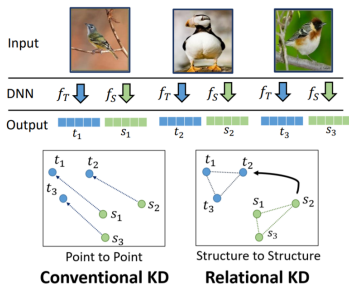 Input
DNN
f_T f_S f_T f_S f_T f_S
Output
t_1 s_1 t_2 s_2 t_3 s_3
t_1 t_2 t_3 s_1 s_2 s_3
t_1 t_2 t_3 s_1 s_2 s_3
Point to Point
Structure to Structure
Conventional KD
Relational KD